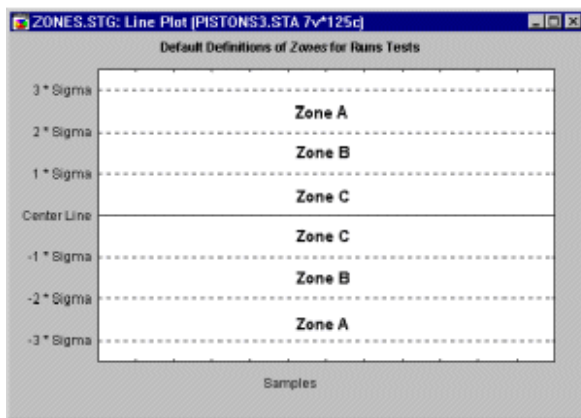 ZONES.STG: Line Plot (PISTONS3.STA 7v*125c)
Default Definitions of Zones for Runs Tests
3 * Sigma
Zone A
2 * Sigma
Zone B
1 * Sigma
Zone C
Center Line
Zone C
-1 * Sigma
Zone B
-2 * Sigma
Zone A
-3 * Sigma
Samples